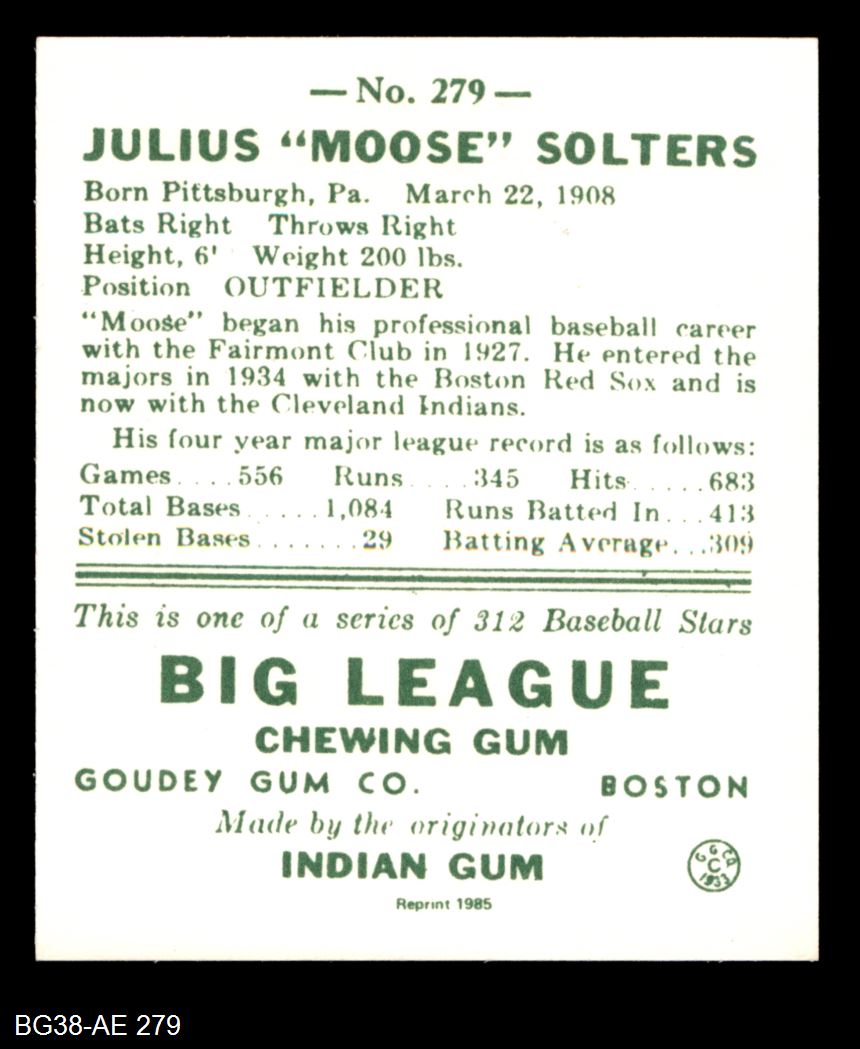 — No. 279 —
JULIUS "MOOSE" SOLTERS
Born Pittsburgh, Pa. March 22, 1908
Bats Right Throws Right
Height, 6' Weight 200 lbs.
Position OUTFIELDER
"Moose" began his professional baseball career
with the Fairmont Club in 1927. He entered the
majors in 1934 with the Boston Red Sox and is
now with the Cleveland Indians.
His four year major league record is as follows:
Games....556 Runs....345 Hits......683
Total Bases......1,084 Runs Batted In...413
Stolen Bases.......29 Batting Average...309
This is one of a series of 312 Baseball Stars
BIG LEAGUE
CHEWING GUM
GOUDEY GUM CO. BOSTON
Made by the originators of
INDIAN GUM
G G CO
C
1933
Reprint 1985
BG38-AE 279